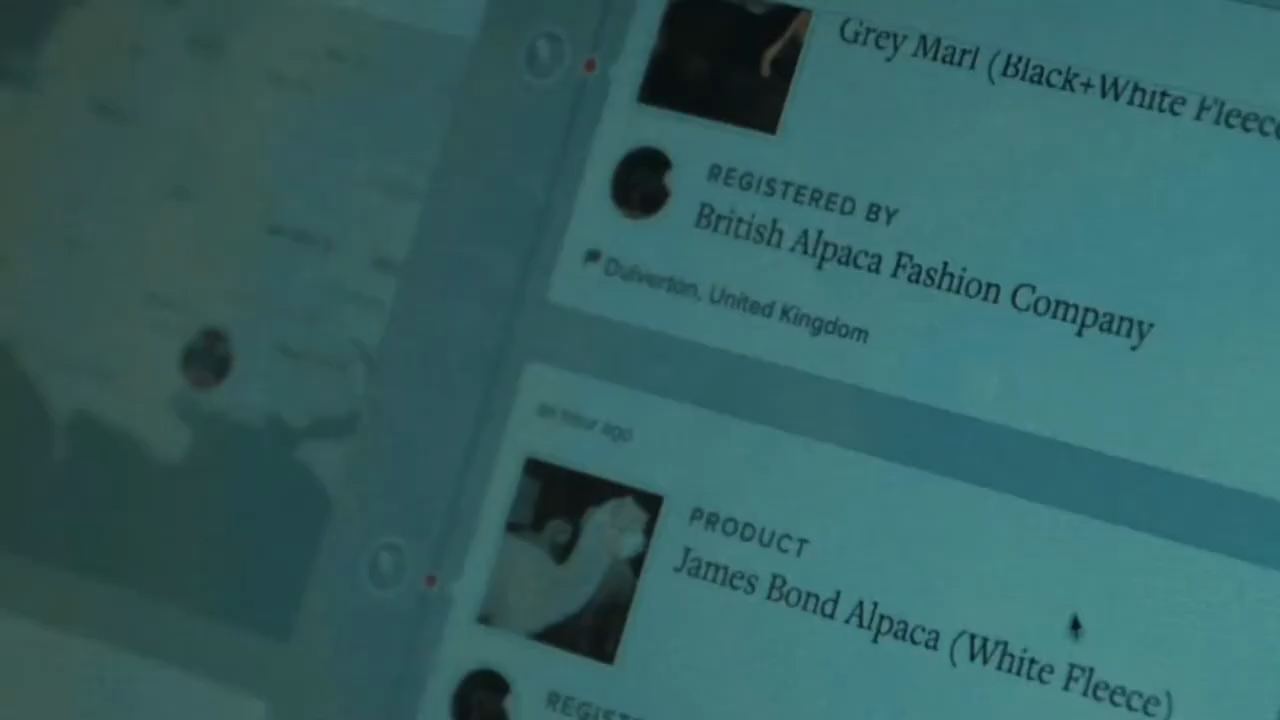 Grey Marl (Black+White Fleece
REGISTERED BY
British Alpaca Fashion Company
Dulverton, United Kingdom
an hour ago
PRODUCT
James Bond Alpaca (White Fleece)
REGIST